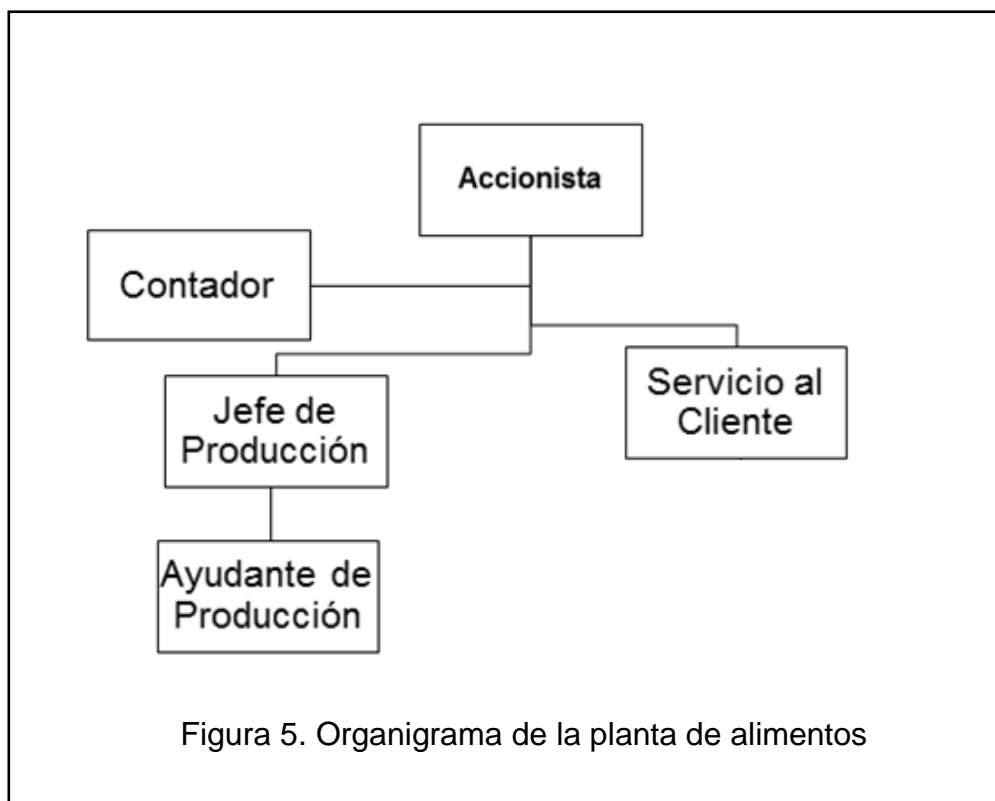 Accionista
Contador
Jefe de
Producción
Servicio al
Cliente
Ayudante de
Producción
Figura 5. Organigrama de la planta de alimentos